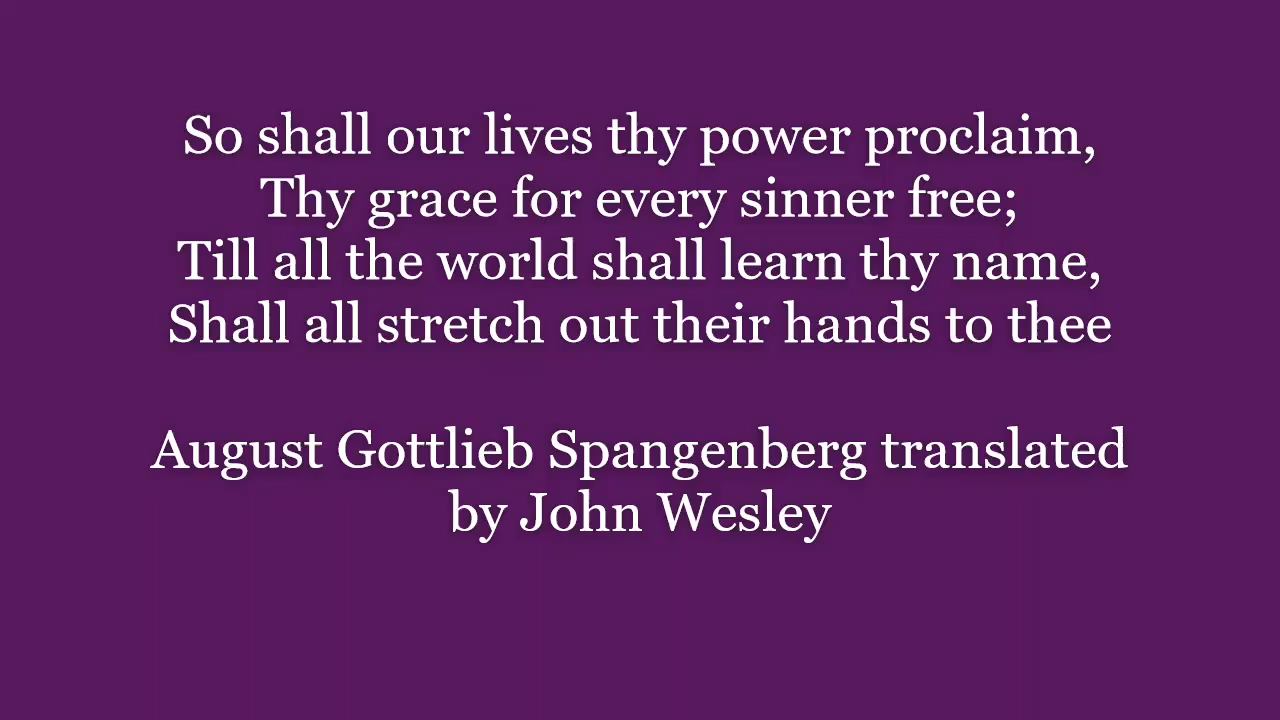 So shall our lives thy power proclaim,
Thy grace for every sinner free;
Till all the world shall learn thy name,
Shall all stretch out their hands to thee
August Gottlieb Spangenberg translated
by John Wesley